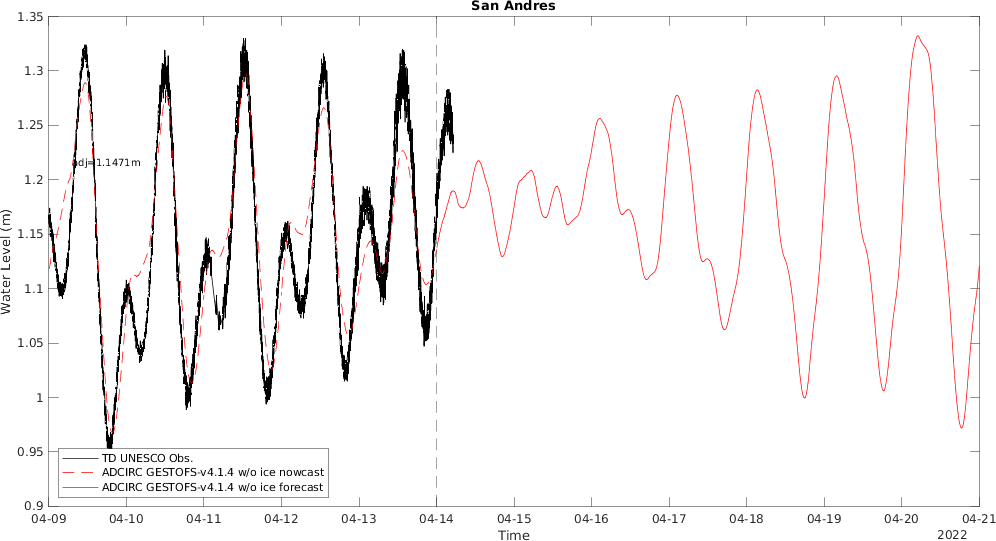 San Andres
1.35
1.3
1.25
1.2
1.15
1.1
1.05
1
0.95
0.9
Water Level (m)
adj=1.1471m
TD UNESCO Obs.
ADCIRC GESTOFS-v4.1.4 w/o ice nowcast
ADCIRC GESTOFS-v4.1.4 w/o ice forecast
04-09 04-10 04-11 04-12 04-13 04-14 04-15 04-16 04-17 04-18 04-19 04-20 04-21
Time
2022